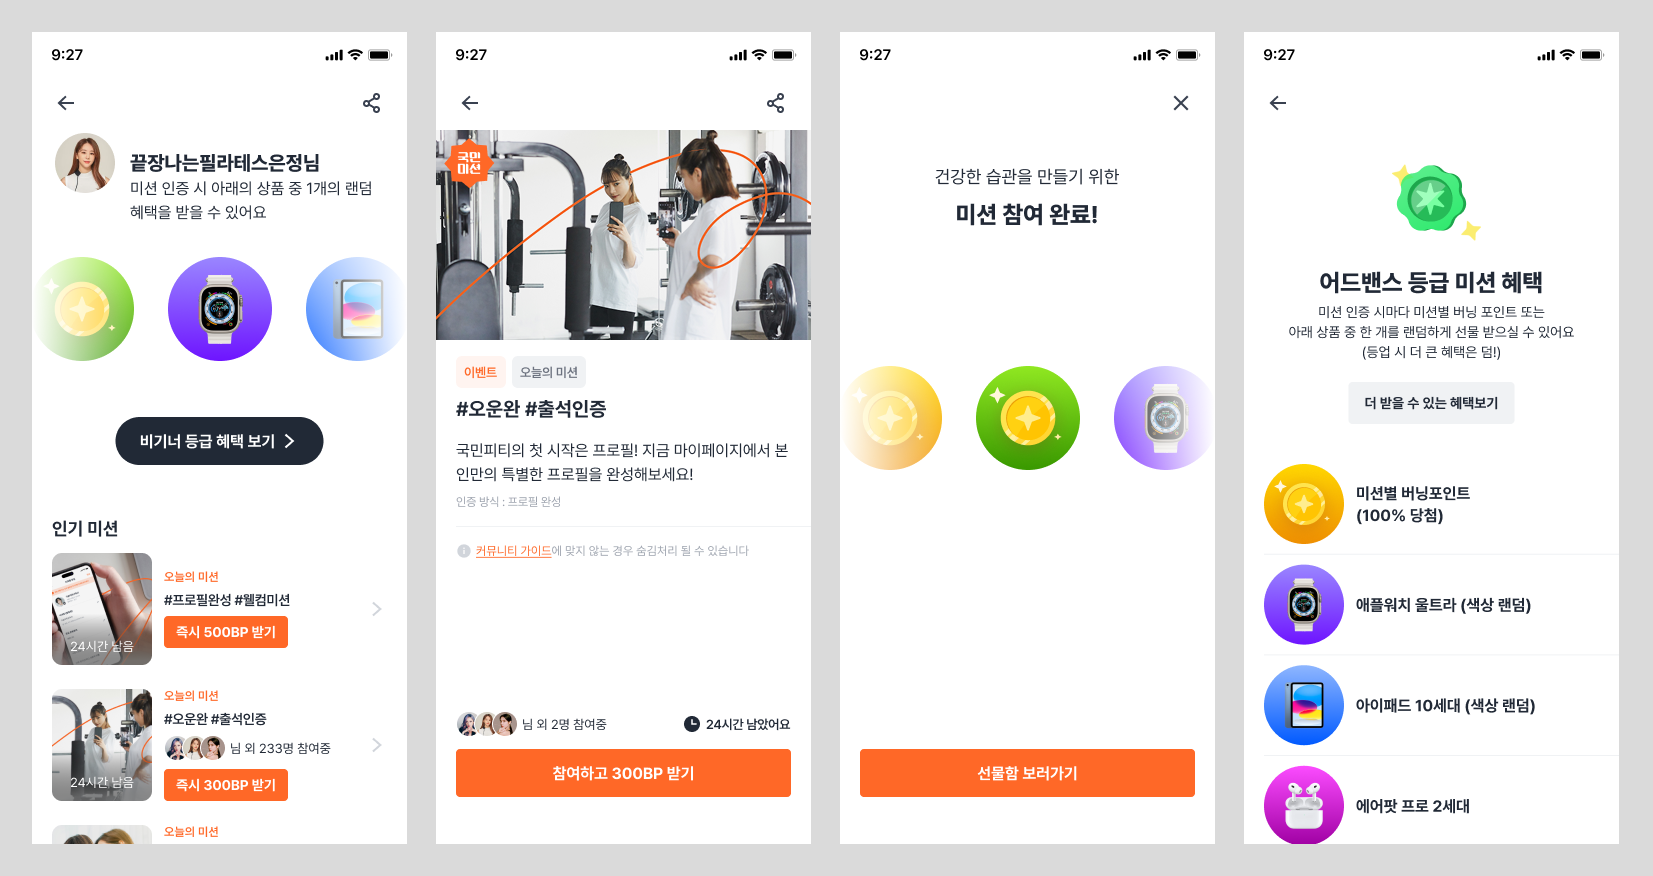 9:27
끝장나는필라테스은정님
미션 인증 시 아래의 상품 중 1개의 랜덤
혜택을 받을 수 있어요
비기너 등급 혜택 보기
인기 미션
24시간 남음
오늘의 미션
#프로필완성 #웰컴미션
즉시 500BP 받기
24시간 남음
오늘의 미션
#오운완 #출석인증
님 외 233명 참여중
즉시 300BP 받기
오늘의 미션
9:27
국민
미션
이벤트
오늘의 미션
#오운완 #출석인증
국민피티의 첫 시작은 프로필! 지금 마이페이지에서 본
인만의 특별한 프로필을 완성해보세요!
인증 방식 : 프로필 완성
커뮤니티 가이드에 맞지 않는 경우 숨김처리 될 수 있습니다
님 외 2명 참여중
24시간 남았어요
참여하고 300BP 받기
9:27
건강한 습관을 만들기 위한
미션 참여 완료!
선물함 보러가기
9:27
어드밴스 등급 미션 혜택
미션 인증 시마다 미션별 버닝 포인트 또는
아래 상품 중 한 개를 랜덤하게 선물 받으실 수 있어요
(등업 시 더 큰 혜택은 덤!)
더 받을 수 있는 혜택보기
미션별 버닝포인트
(100% 당첨)
애플워치 울트라 (색상 랜덤)
아이패드 10세대 (색상 랜덤)
에어팟 프로 2세대